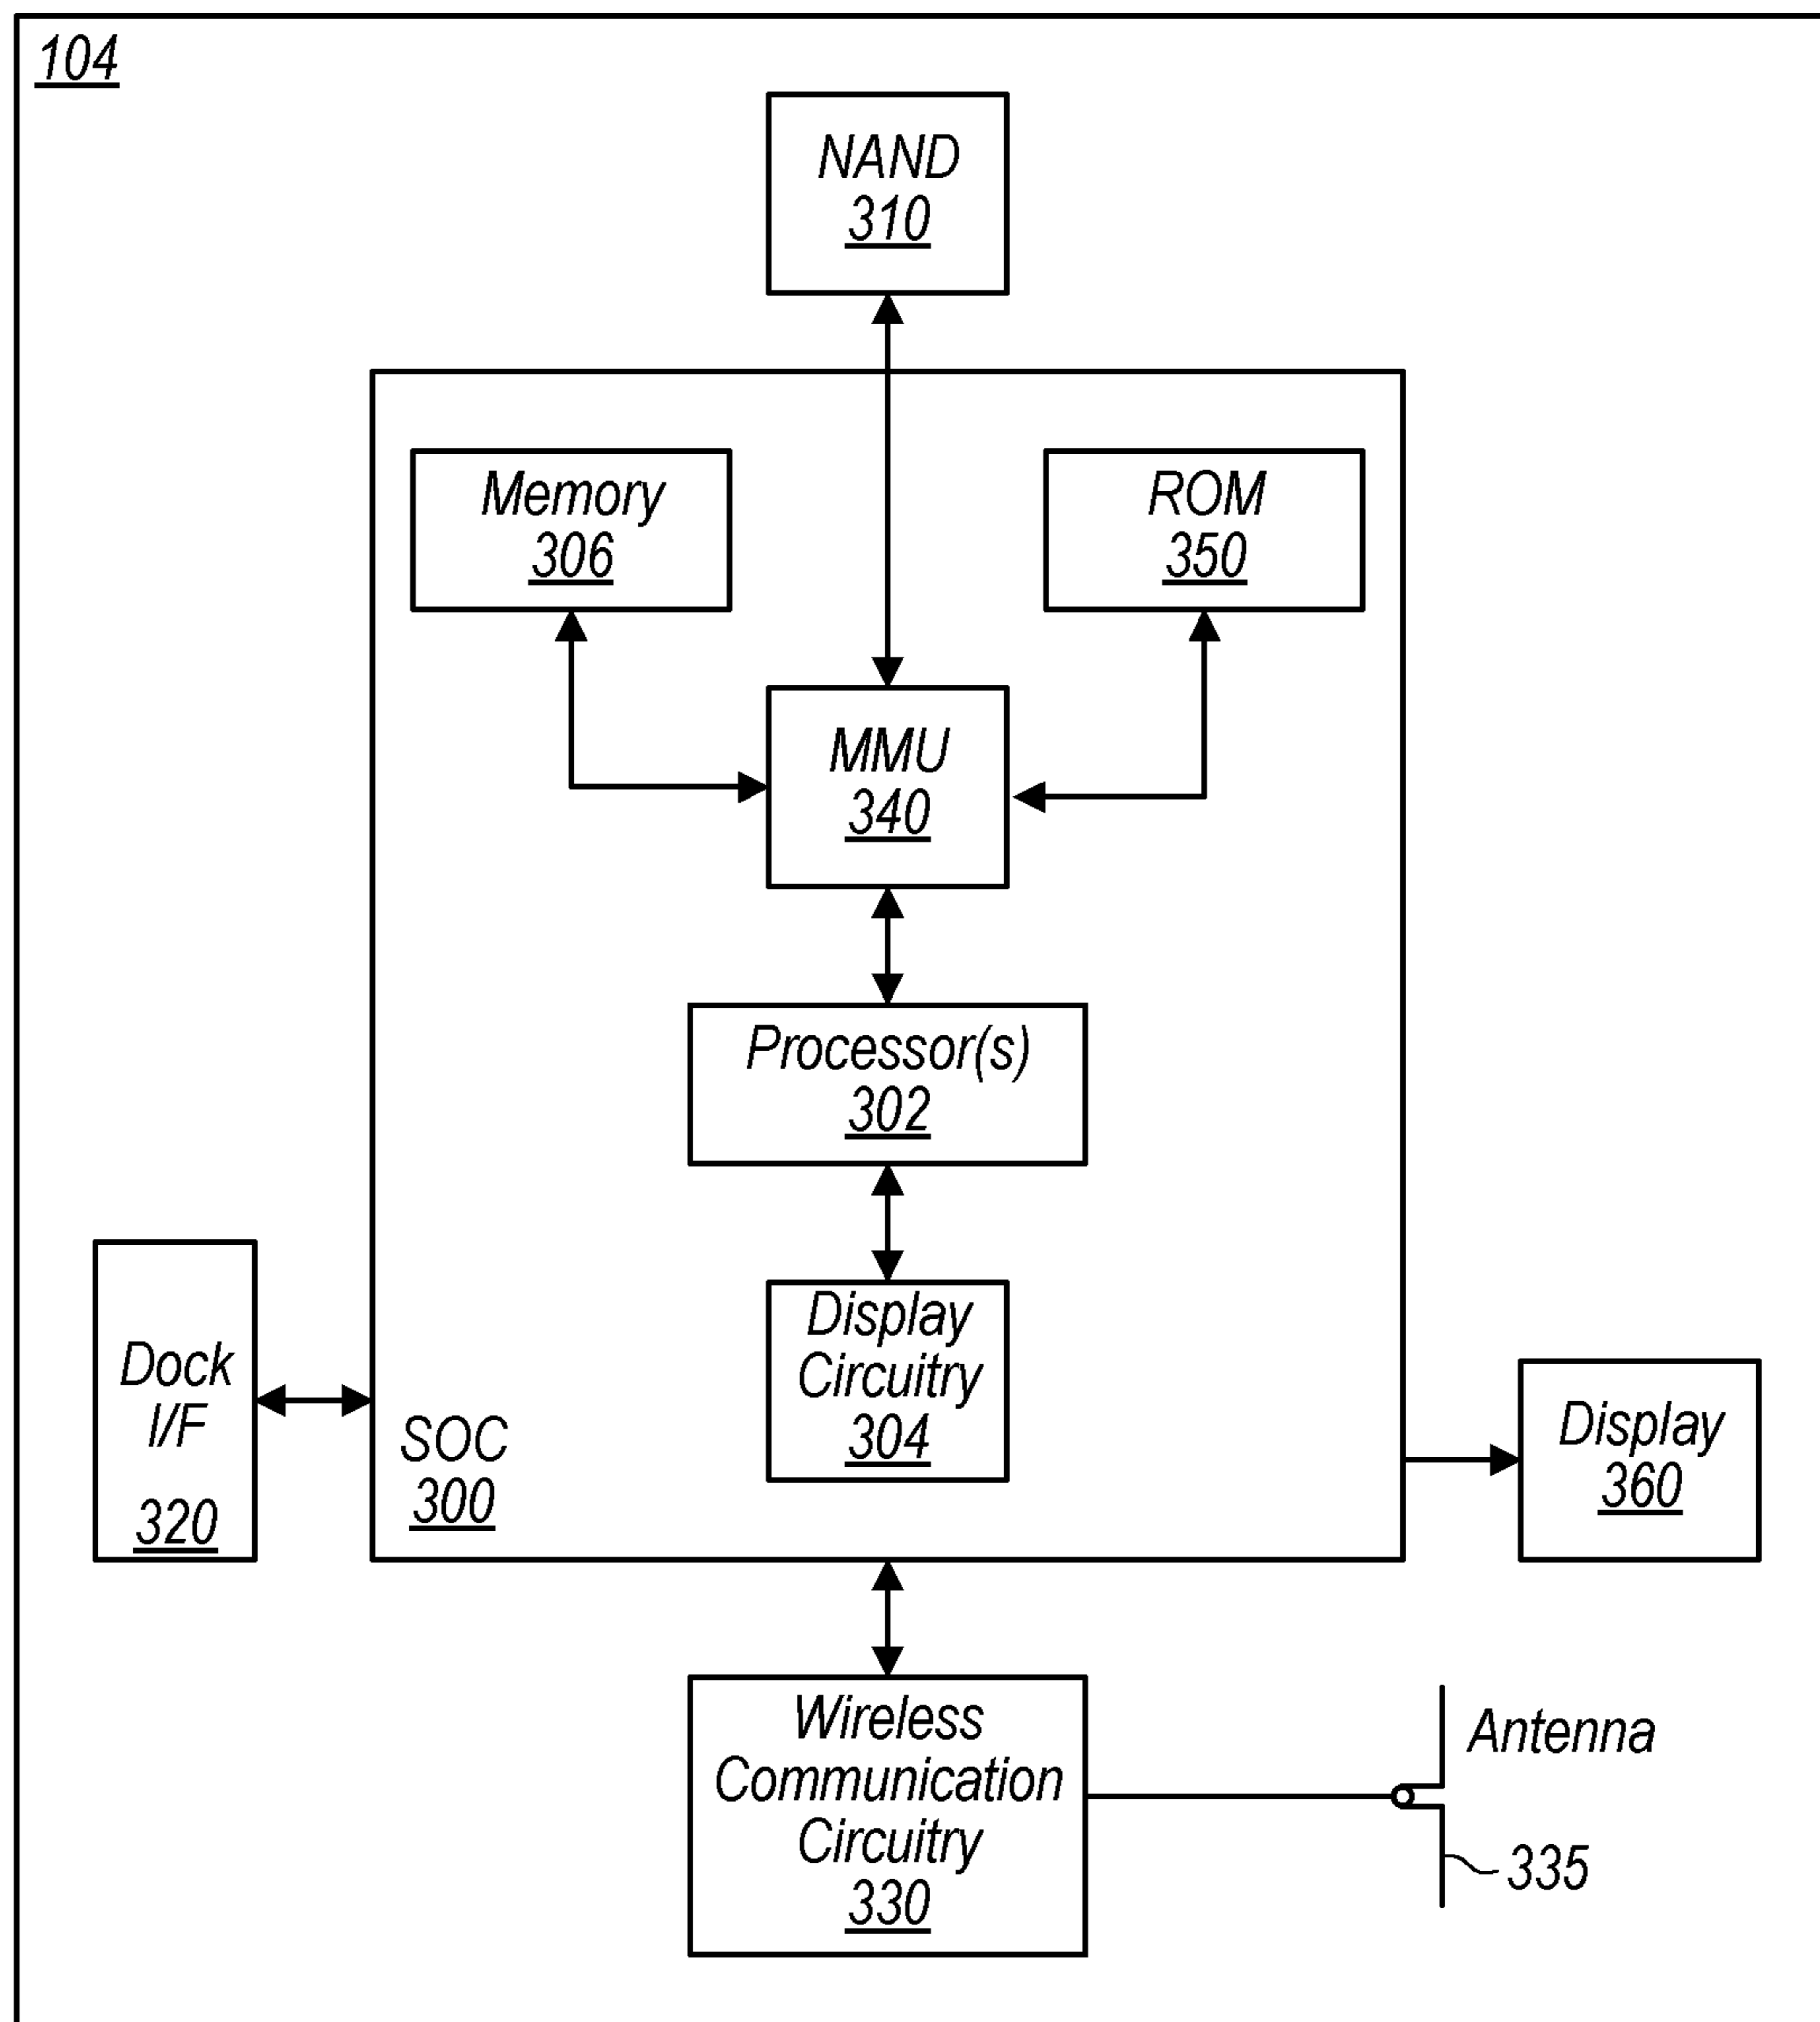 104
NAND
310
Memory
306
ROM
350
MMU
340
Processor(s)
302
Display
Circuitry
304
Dock
I/F
320
SOC
300
Display
360
Wireless
Communication
Circuitry
330
Antenna
335